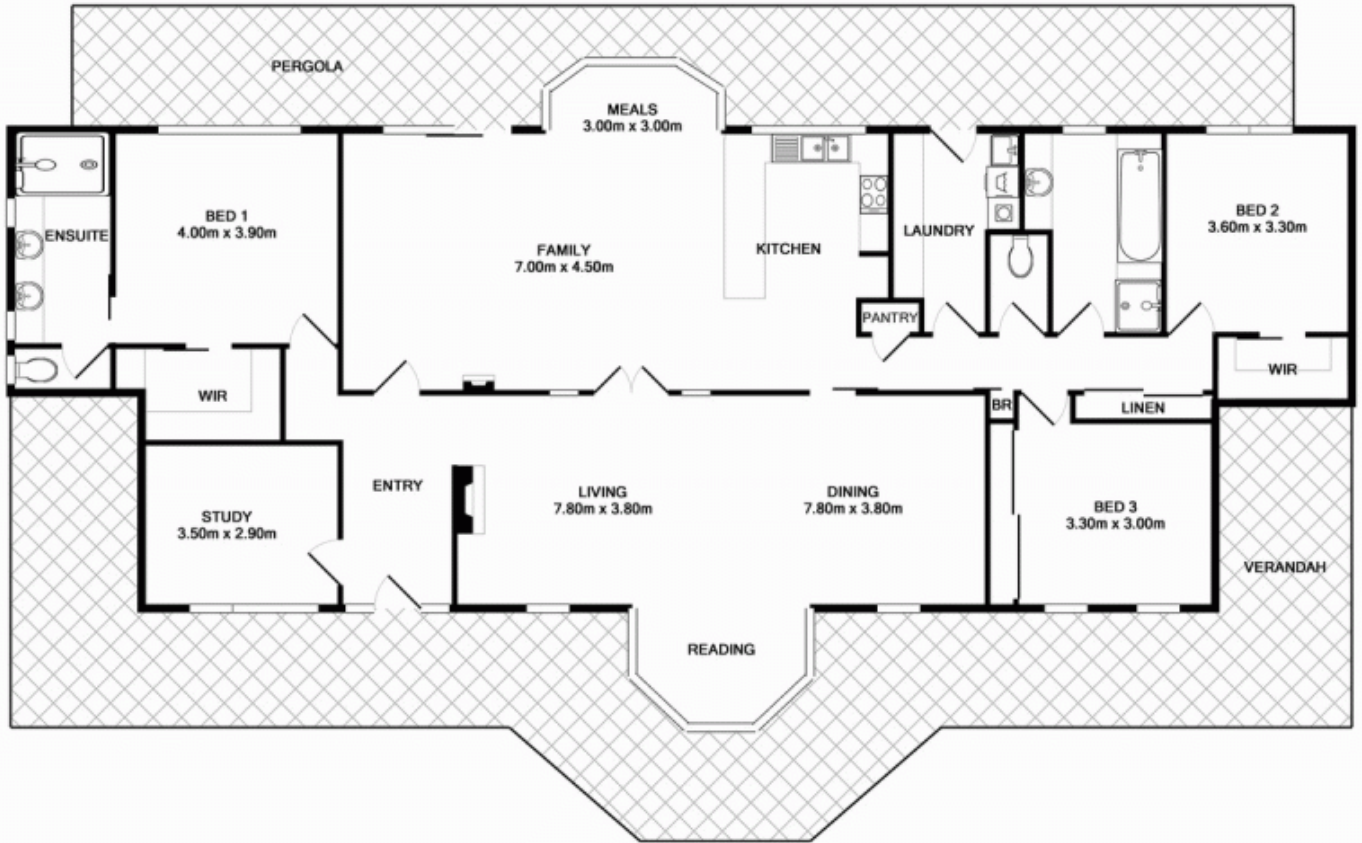 PERGOLA
MEALS
3.00m x 3.00m
ENSUITE
BED 1
4.00m x 3.90m
FAMILY
7.00m x 4.50m
KITCHEN
LAUNDRY
BED 2
3.60m x 3.30m
PANTRY
WIR
WIR
BR
LINEN
ENTRY
STUDY
3.50m x 2.90m
LIVING
7.80m x 3.80m
DINING
7.80m x 3.80m
BED 3
3.30m x 3.00m
VERANDAH
READING